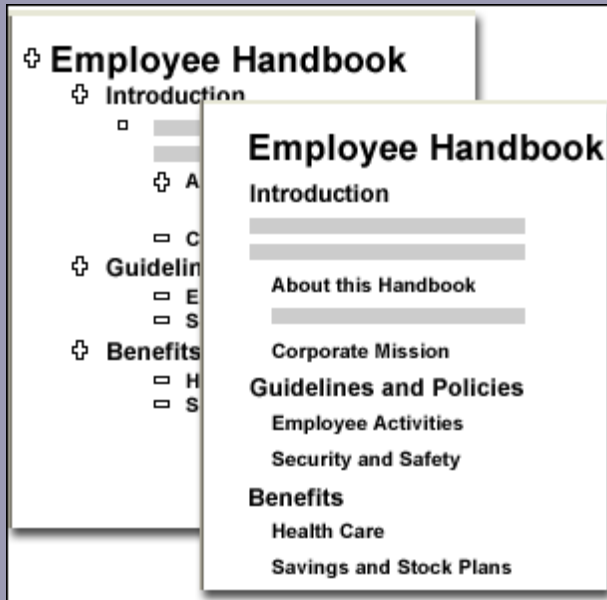 Employee Handbook
Introduction
A
C
Guidelin
E
S
Benefits
H
S
Employee Handbook
Introduction
About this Handbook
Corporate Mission
Guidelines and Policies
Employee Activities
Security and Safety
Benefits
Health Care
Savings and Stock Plans